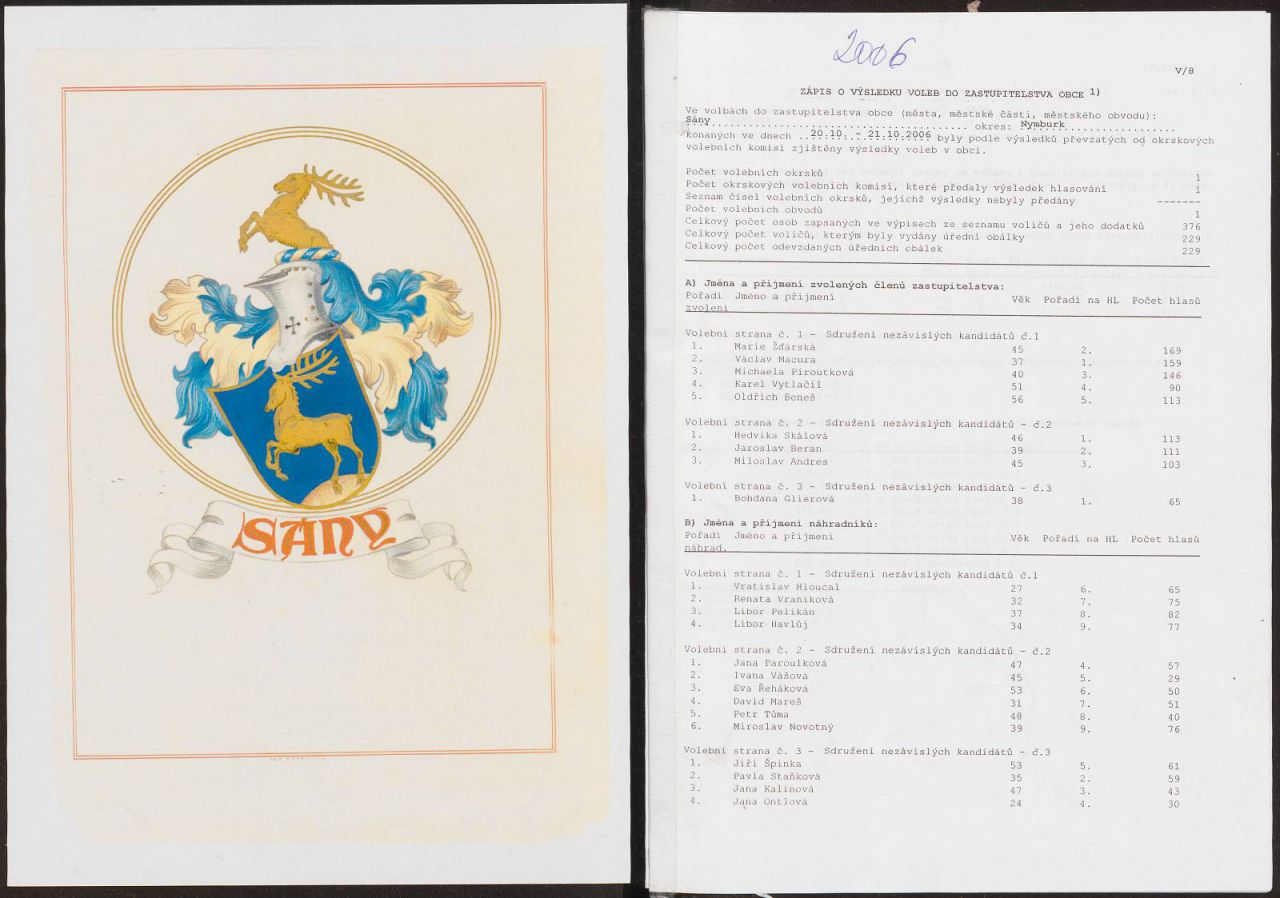 SANY
2006
V/8
ZÁPIS O VÝSLEDKU VOLEB DO ZASTUPITELSTVA OBCE 1)
Ve volbách do zastupitelstva obce (města, městské části, městského obvodu):
Sány ........................................ okres: Nymburk ......................
konaných ve dnech ..20.10. - 21.10.2006 byly podle výsledků převzatých od okrskových
volebních komisí zjištěny výsledky voleb v obci.
Počet volebních okrsků 1
Počet okrskových volebních komisí, které předaly výsledek hlasování 1
Seznam čísel volebních okrsků, jejichž výsledky nebyly předány -------
Počet volebních obvodů 1
Celkový počet osob zapsaných ve výpisech ze seznamu voličů a jeho dodatků 376
Celkový počet voličů, kterým byly vydány úřední obálky 229
Celkový počet odevzdaných úředních obálek 229
A) Jména a příjmení zvolených členů zastupitelstva:
Pořadí Jméno a příjmení Věk Pořadí na HL Počet hlasů
zvolení
Volební strana č. 1 - Sdružení nezávislých kandidátů č.1
1. Marie Žďárská 45 2. 169
2. Václav Macura 37 1. 159
3. Michaela Piroutková 40 3. 146
4. Karel Vytlačil 51 4. 90
5. Oldřich Beneš 56 5. 113
Volební strana č. 2 - Sdružení nezávislých kandidátů - č.2
1. Hedvika Skálová 46 1. 113
2. Jaroslav Beran 39 2. 111
3. Miloslav Andres 45 3. 103
Volební strana č. 3 - Sdružení nezávislých kandidátů - č.3
1. Bohdana Glierová 38 1. 65
B) Jména a příjmení náhradníků:
Pořadí Jméno a příjmení Věk Pořadí na HL Počet hlasů
náhrad.
Volební strana č. 1 - Sdružení nezávislých kandidátů č.1
1. Vratislav Hloucal 27 6. 65
2. Renata Vraníková 32 7. 75
3. Libor Pelikán 37 8. 82
4. Libor Havlůj 34 9. 77
Volební strana č. 2 - Sdružení nezávislých kandidátů - č.2
1. Jana Paroulková 47 4. 57
2. Ivana Vášová 45 5. 29
3. Eva Řeháková 53 6. 50
4. David Mareš 31 7. 51
5. Petr Tůma 48 8. 40
6. Miroslav Novotný 39 9. 76
Volební strana č. 3 - Sdružení nezávislých kandidátů - č.3
1. Jiří Špinka 53 5. 61
2. Pavla Staňková 35 2. 59
3. Jana Kalinová 47 3. 43
4. Jana Ontlová 24 4. 30